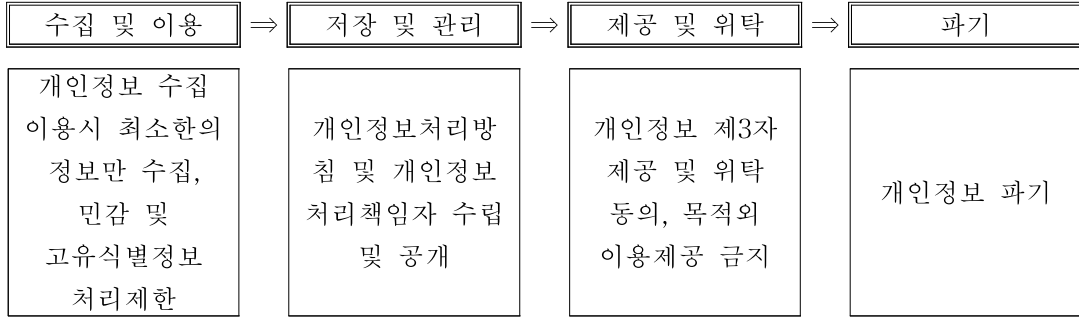 수집 및 이용 ⇒ 저장 및 관리 ⇒ 제공 및 위탁 ⇒ 파기
개인정보 수집
이용시 최소한의
정보만 수집,
민감 및
고유식별정보
처리제한
개인정보처리방
침 및 개인정보
처리책임자 수립
및 공개
개인정보 제3자
제공 및 위탁
동의, 목적외
이용제공 금지
개인정보 파기